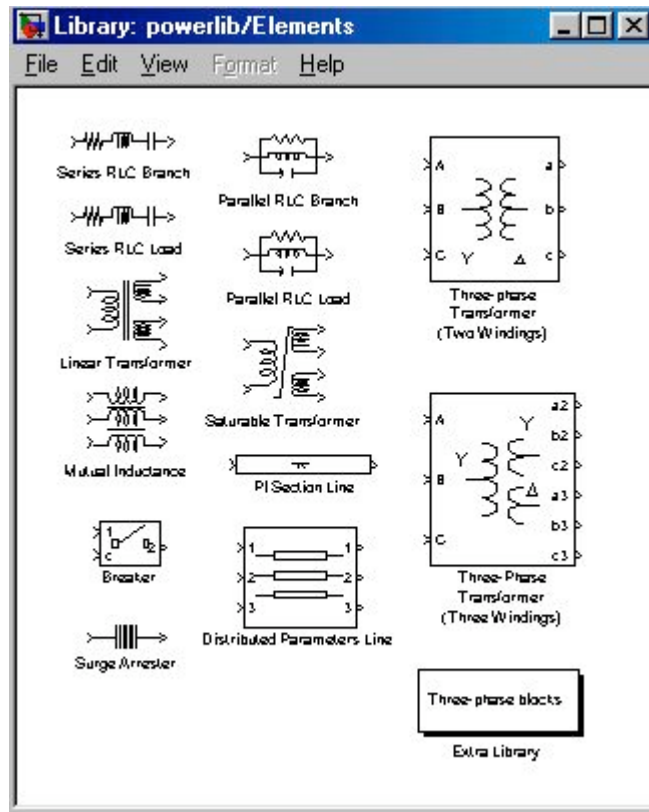 Library: powerlib/Elements
File Edit View Format Help
Series RLC Branch
Parallel RLC Branch
Series RLC Load
Parallel RLC Load
A
B
C
Y
Δ
a
b
c
Three-phase
Transformer
(Two Windings)
Linear Transformer
Saturable Transformer
Mutual Inductance
PI Section Line
A
B
C
Y
Y
Δ
a2
b2
c2
a3
b3
c3
Three-Phase
Transformer
(Three Windings)
1
c
2
Breaker
1 1
2 2
3 3
Distributed Parameters Line
Surge Arrester
Three-phase blocks
Extra Library